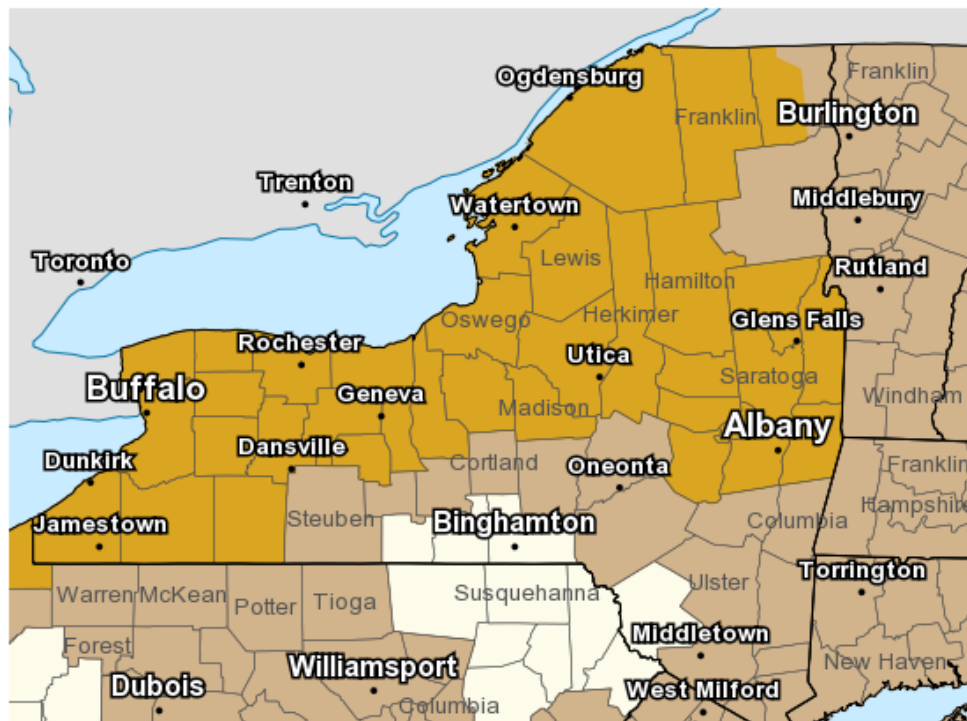 Franklin
Ogdensburg
Burlington
Franklin
Trenton
Watertown
Middlebury
Toronto
Lewis
Rutland
Hamilton
Oswego
Herkimer
Glens Falls
Rochester
Utica
Saratoga
Buffalo
Geneva
Madison
Windham
Albany
Dansville
Dunkirk
Cortland
Oneonta
Franklin
Hampshire
Jamestown
Steuben
Binghamton
Columbia
Torrington
Warren
McKean
Potter
Tioga
Susquehanna
Ulster
Forest
Middletown
Williamsport
New Haven
Dubois
Columbia
West Milford